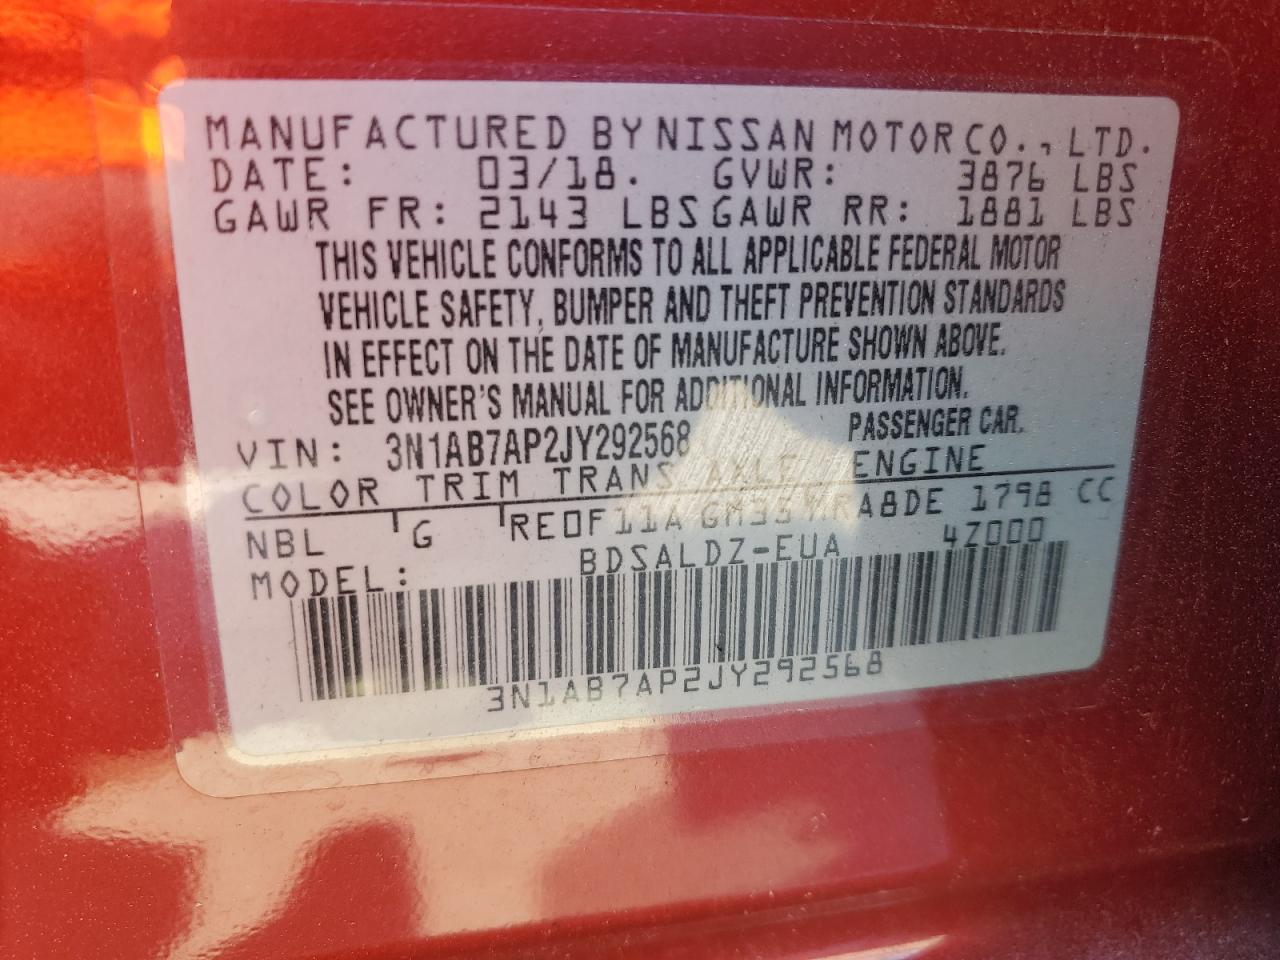 MANUFACTURED BY NISSAN MOTOR CO., LTD.
DATE: 03/18. GVWR: 3876 LBS
GAWR FR: 2143 LBS GAWR RR: 1881 LBS
THIS VEHICLE CONFORMS TO ALL APPLICABLE FEDERAL MOTOR
VEHICLE SAFETY, BUMPER AND THEFT PREVENTION STANDARDS
IN EFFECT ON THE DATE OF MANUFACTURE SHOWN ABOVE.
SEE OWNER'S MANUAL FOR ADDITIONAL INFORMATION.
VIN: 3N1AB7AP2JY292568 PASSENGER CAR.
COLOR TRIM TRANS AXLE ENGINE
NBL G RE0F11A RA8DE 1798 CC
MODEL: BDSALDZ-EUA 4Z000
3N1AB7AP2JY292568